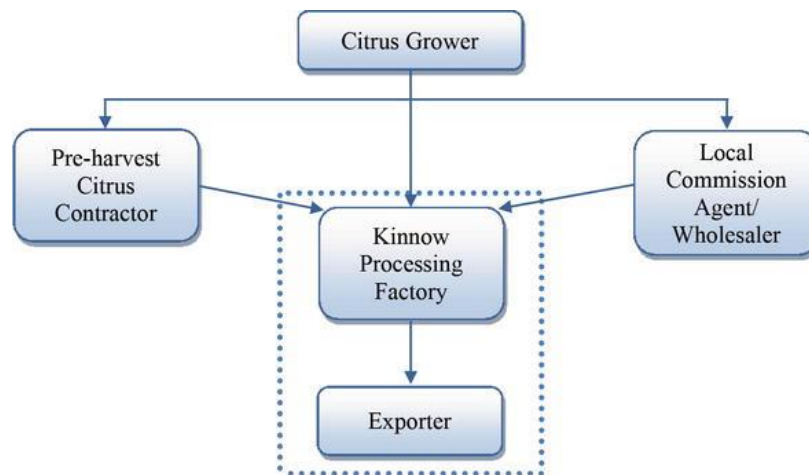 Citrus Grower
Pre-harvest
Citrus
Contractor
Local
Commission
Agent/
Wholesaler
Kinnow
Processing
Factory
Exporter